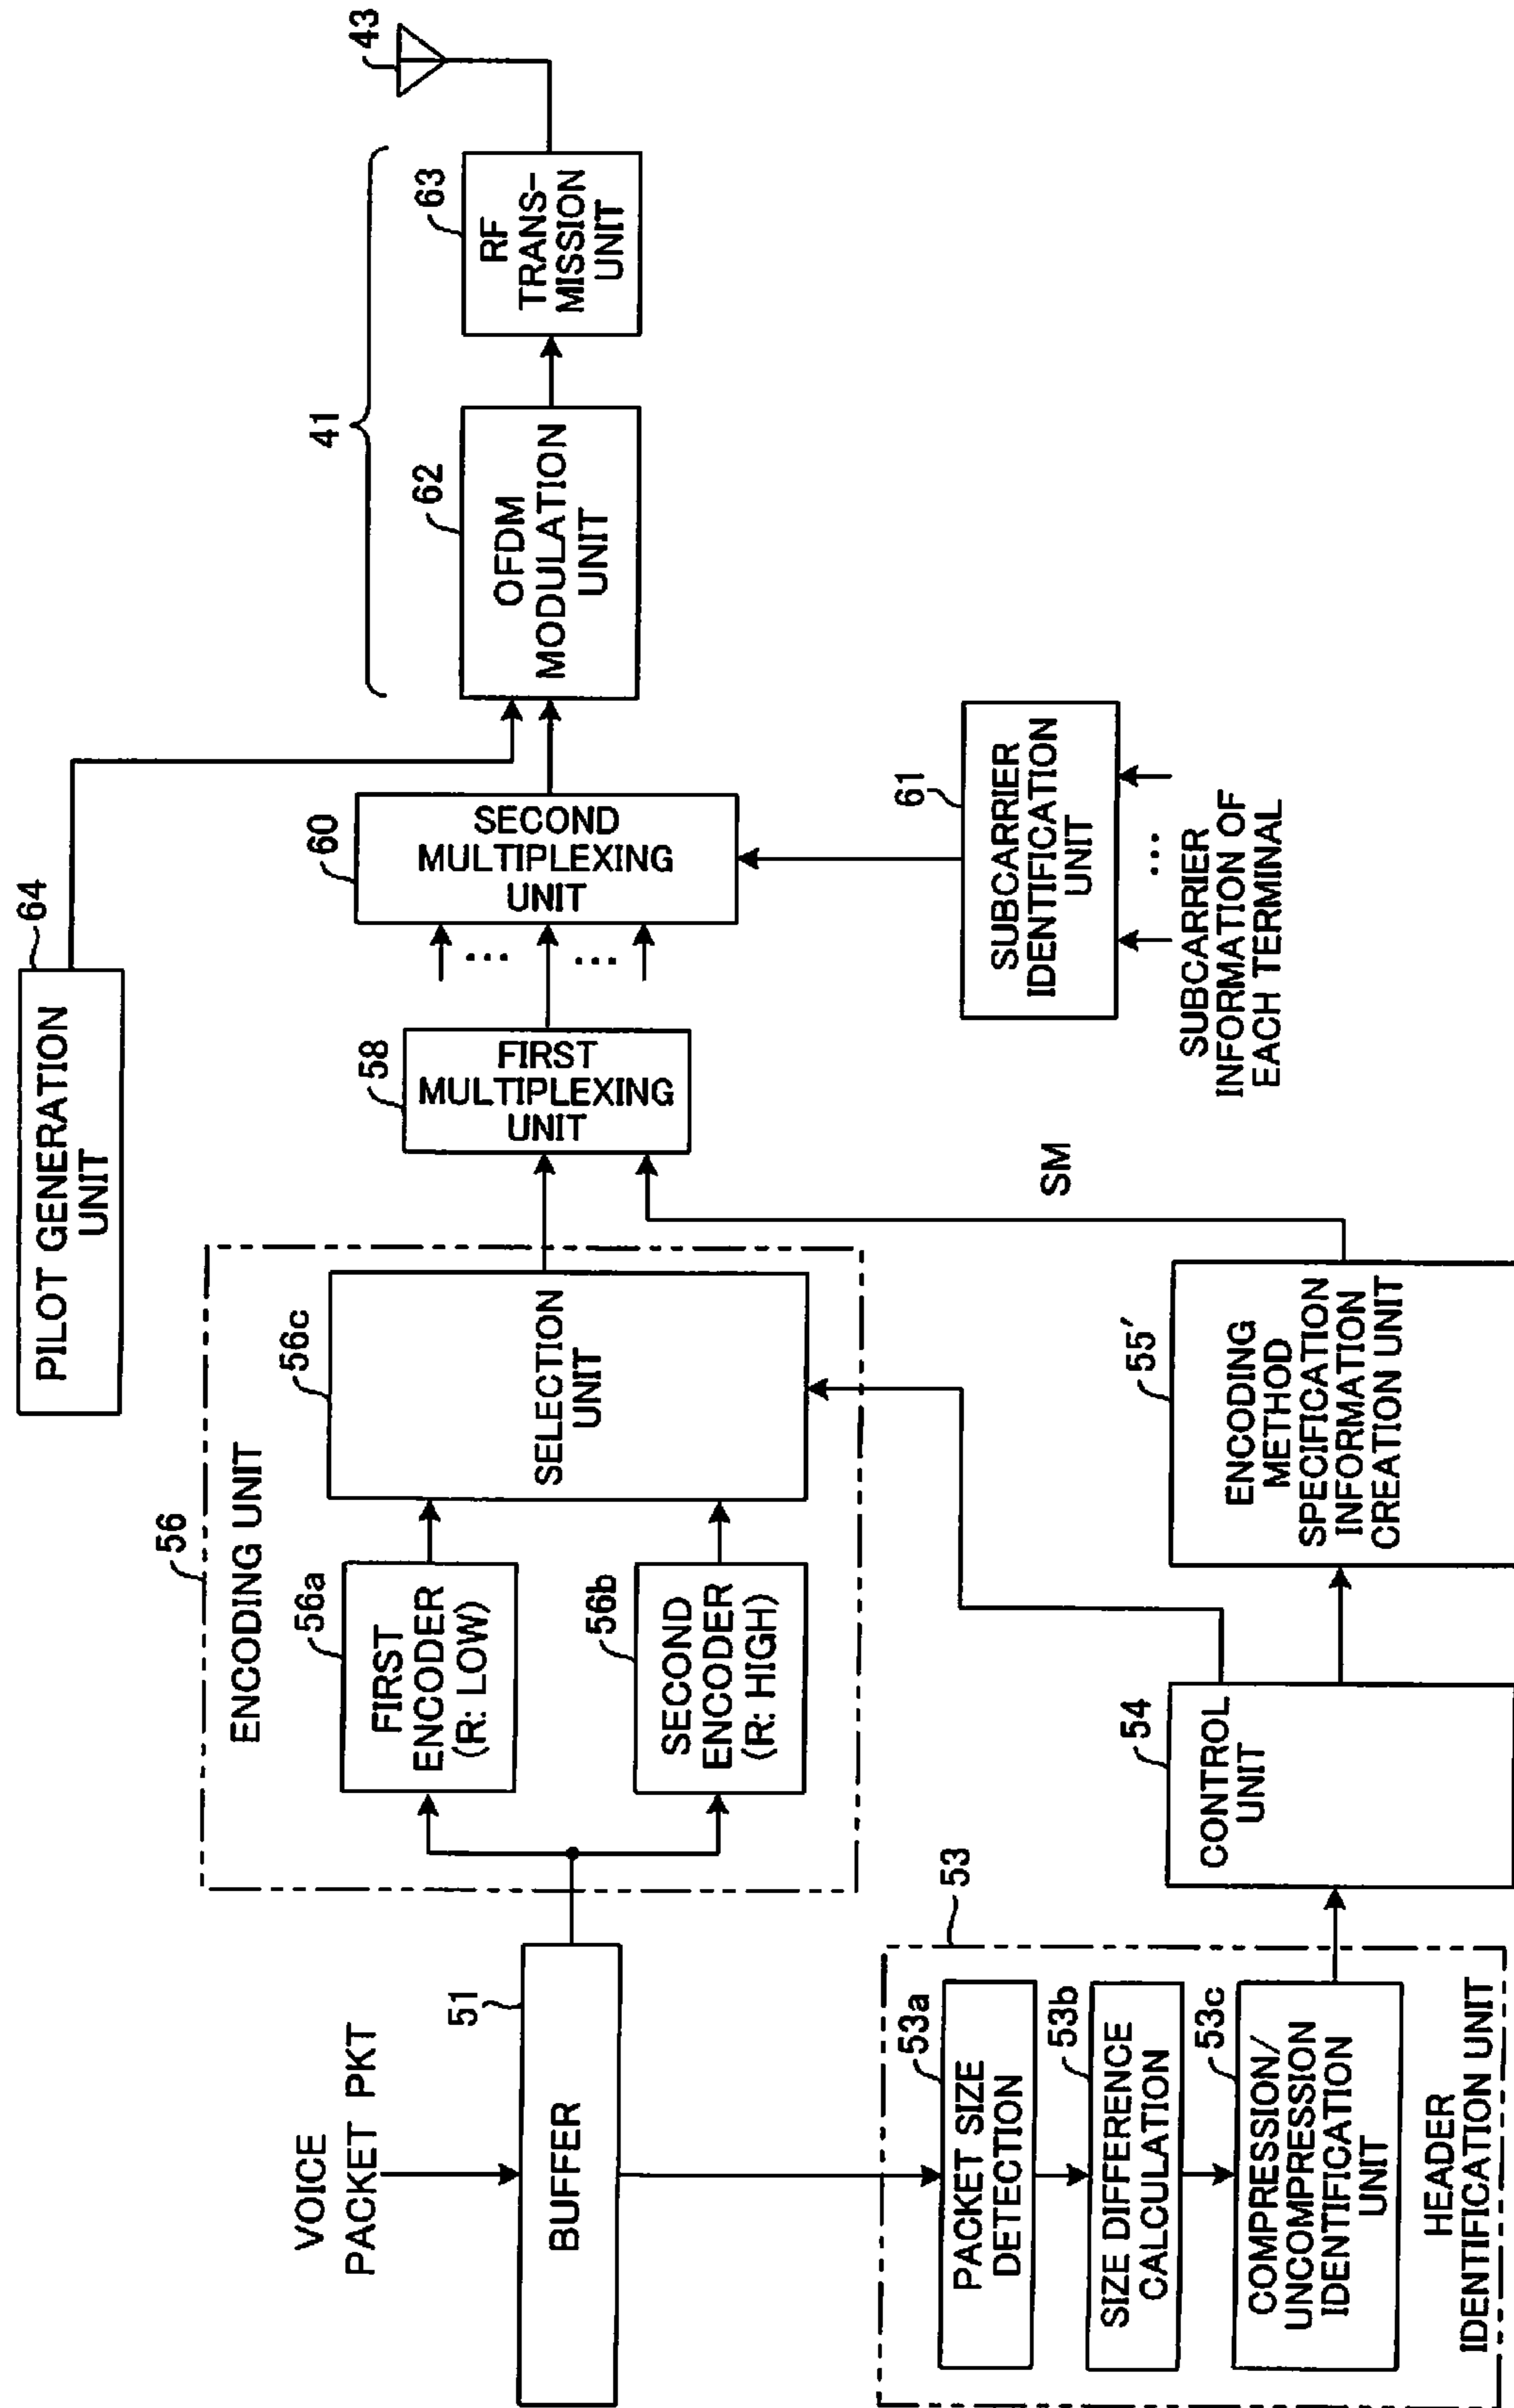 VOICE
PACKET PKT
51
BUFFER
56
ENCODING UNIT
56a
FIRST
ENCODER
(R: LOW)
56b
SECOND
ENCODER
(R: HIGH)
56c
SELECTION
UNIT
64
PILOT GENERATION
UNIT
58
FIRST
MULTIPLEXING
UNIT
60
SECOND
MULTIPLEXING
UNIT
...
...
41
62
OFDM
MODULATION
UNIT
63
RF
TRANS-
MISSION
UNIT
43
61
SUBCARRIER
IDENTIFICATION
UNIT
...
SUBCARRIER
INFORMATION OF
EACH TERMINAL
SM
53
53a
PACKET SIZE
DETECTION
53b
SIZE DIFFERENCE
CALCULATION
53c
COMPRESSION/
UNCOMPRESSION
IDENTIFICATION
UNIT
HEADER
IDENTIFICATION UNIT
54
CONTROL
UNIT
55′
ENCODING
METHOD
SPECIFICATION
INFORMATION
CREATION UNIT